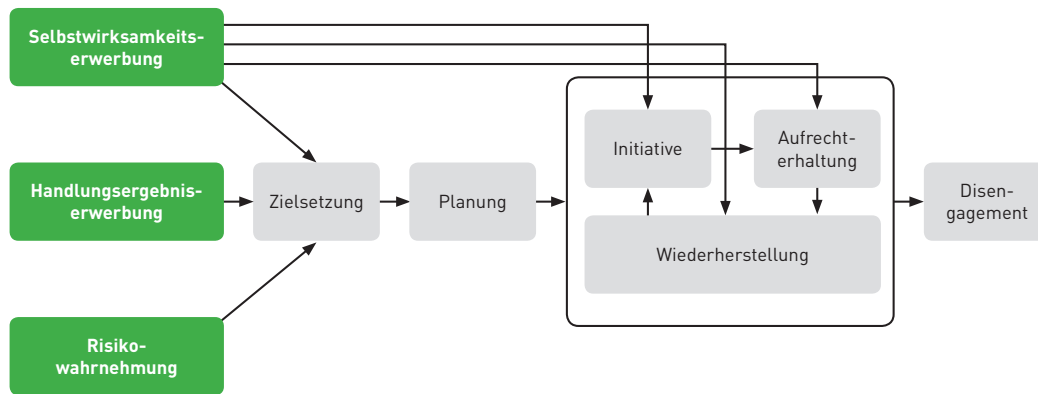 Selbstwirksamkeits-
erwerbung
Handlungsergebnis-
erwerbung
Risiko-
wahrnehmung
Zielsetzung
Planung
Initiative
Aufrecht-
erhaltung
Wiederherstellung
Disen-
gagement